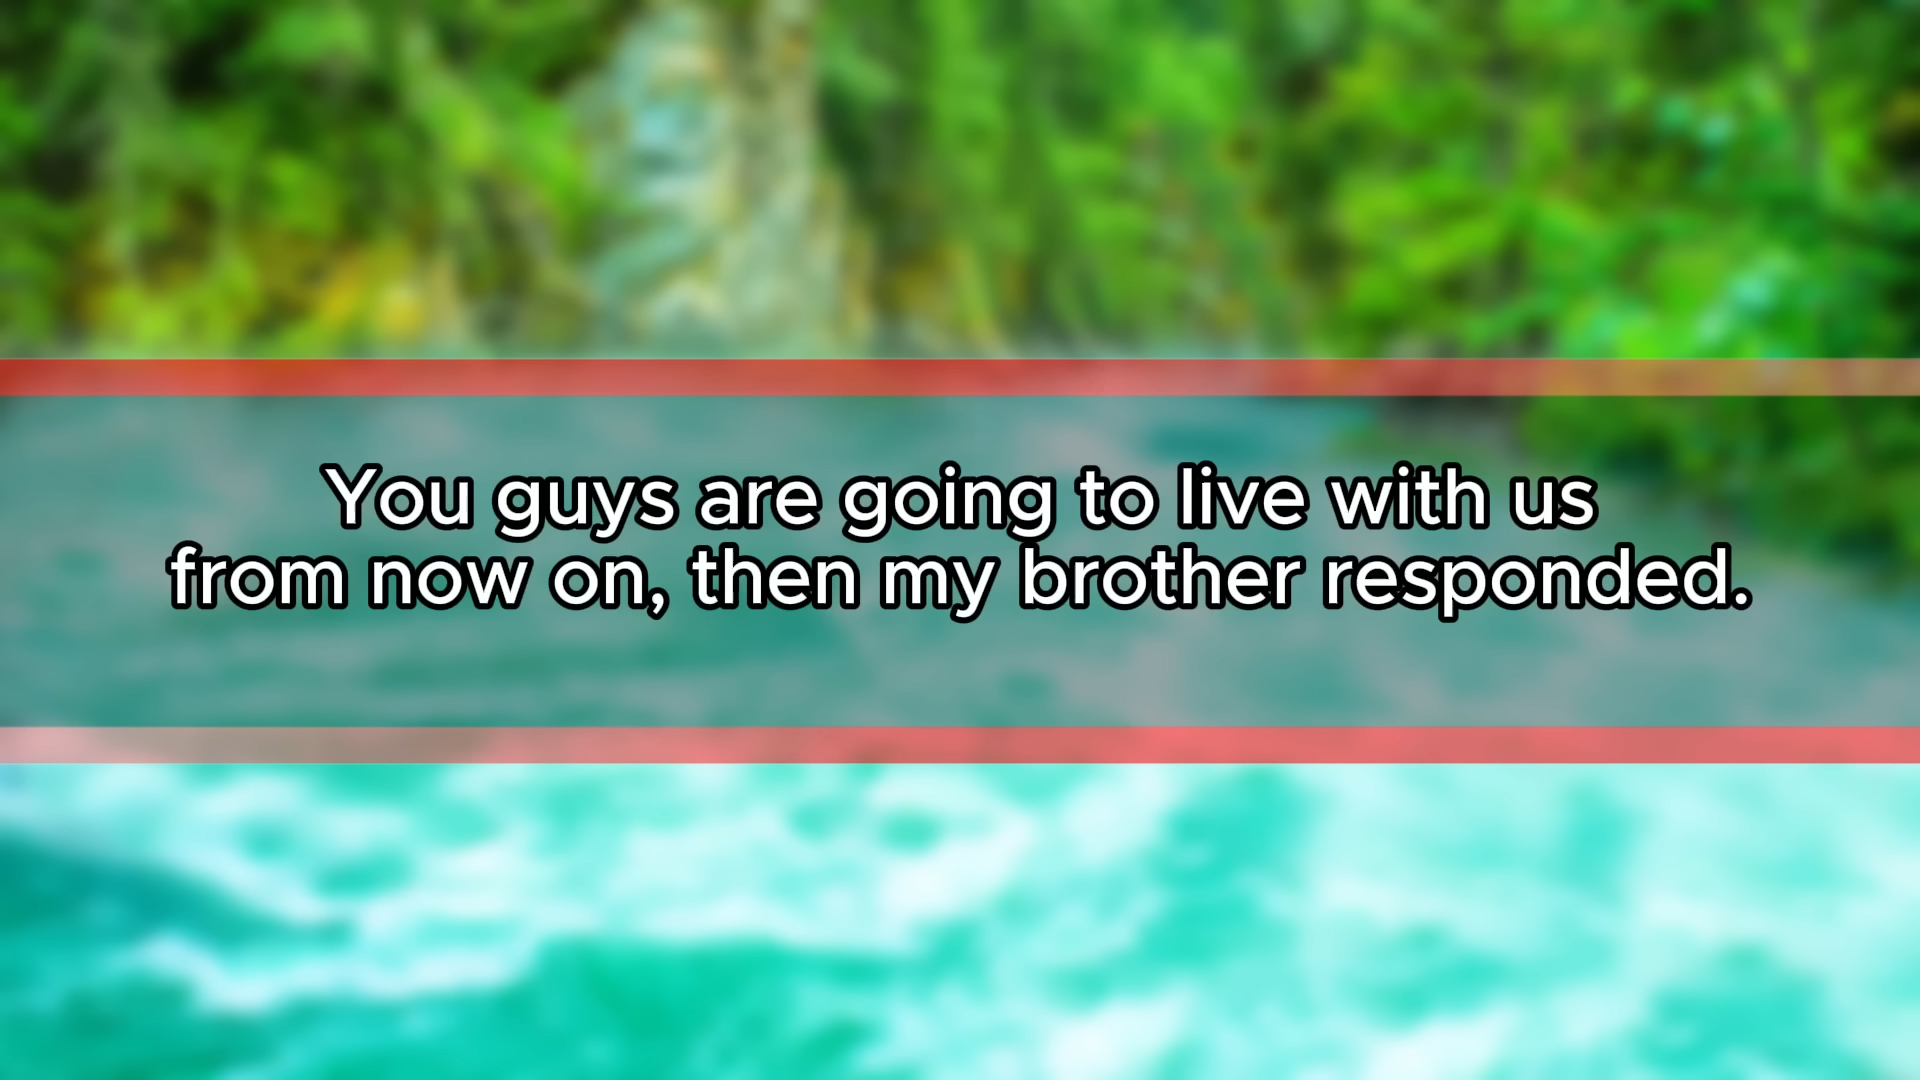 You guys are going to live with us
from now on, then my brother responded.